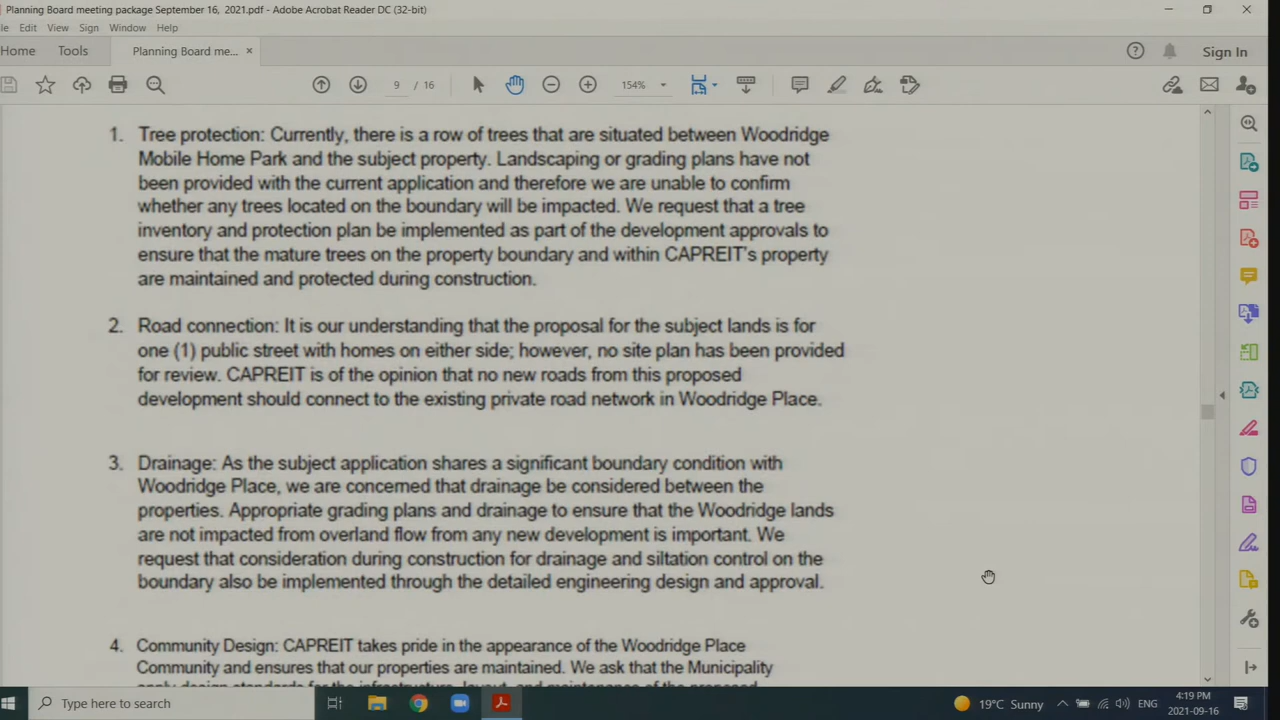 Planning Board meeting package September 16, 2021.pdf - Adobe Acrobat Reader DC (32-bit)
Edit View Sign Window Help
Home Tools Planning Board me... × Sign In
9 / 16 154%
1. Tree protection: Currently, there is a row of trees that are situated between Woodridge
Mobile Home Park and the subject property. Landscaping or grading plans have not
been provided with the current application and therefore we are unable to confirm
whether any trees located on the boundary will be impacted. We request that a tree
inventory and protection plan be implemented as part of the development approvals to
ensure that the mature trees on the property boundary and within CAPREIT's property
are maintained and protected during construction.
2. Road connection: It is our understanding that the proposal for the subject lands is for
one (1) public street with homes on either side; however, no site plan has been provided
for review. CAPREIT is of the opinion that no new roads from this proposed
development should connect to the existing private road network in Woodridge Place.
3. Drainage: As the subject application shares a significant boundary condition with
Woodridge Place, we are concerned that drainage be considered between the
properties. Appropriate grading plans and drainage to ensure that the Woodridge lands
are not impacted from overland flow from any new development is important. We
request that consideration during construction for drainage and siltation control on the
boundary also be implemented through the detailed engineering design and approval.
4. Community Design: CAPREIT takes pride in the appearance of the Woodridge Place
Community and ensures that our properties are maintained. We ask that the Municipality
apply design standards for the infrastructure, layout, and maintenance of the proposed
Type here to search 19°C Sunny ENG 4:19 PM
2021-09-16